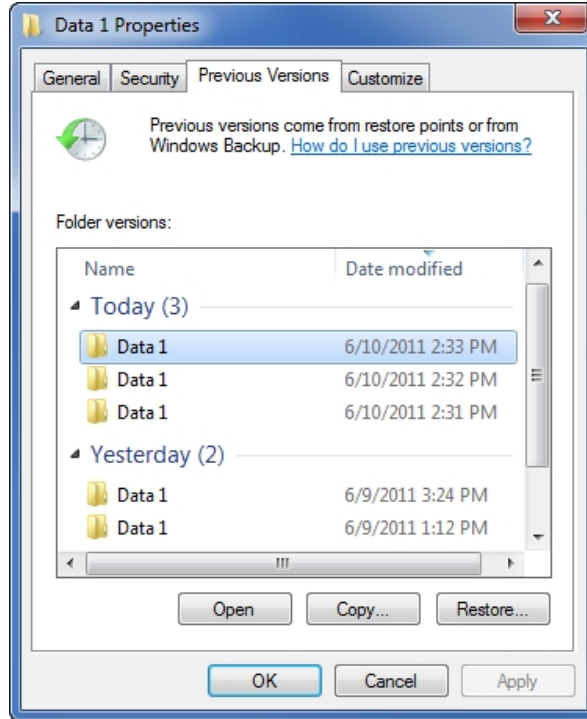 Data 1 Properties
General Security Previous Versions Customize
Previous versions come from restore points or from
Windows Backup. How do I use previous versions?
Folder versions:
Name Date modified
Today (3)
Data 1 6/10/2011 2:33 PM
Data 1 6/10/2011 2:32 PM
Data 1 6/10/2011 2:31 PM
Yesterday (2)
Data 1 6/9/2011 3:24 PM
Data 1 6/9/2011 1:12 PM
Open Copy... Restore...
OK Cancel Apply